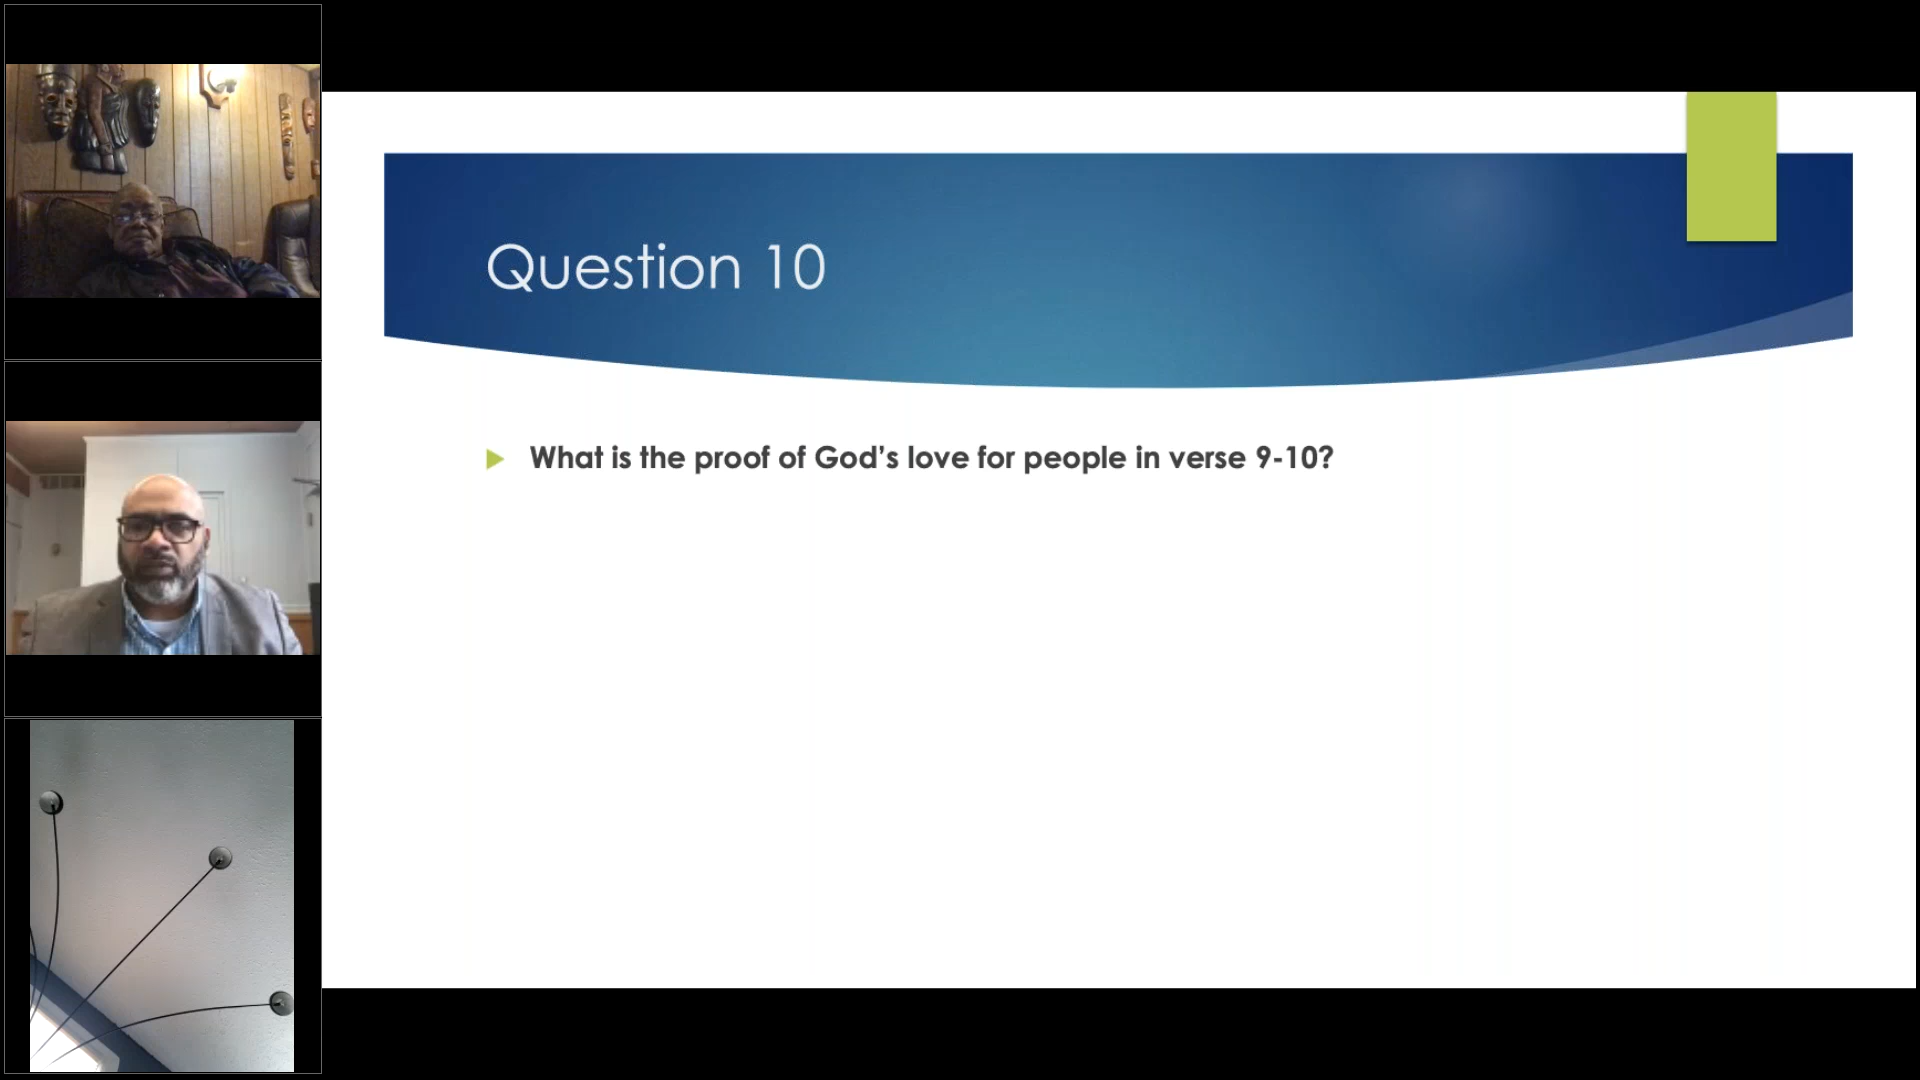 Question 10
What is the proof of God’s love for people in verse 9-10?